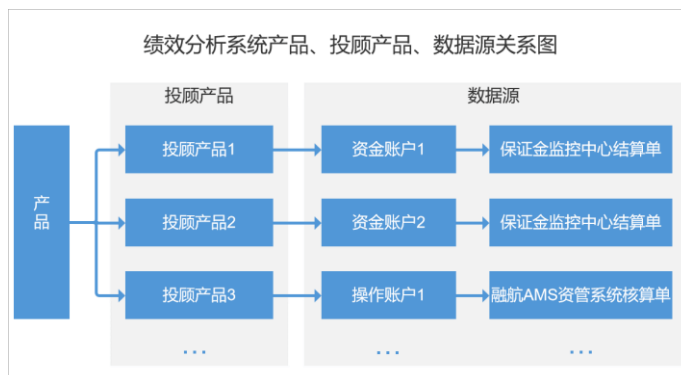 绩效分析系统产品、投顾产品、数据源关系图
投顾产品
数据源
产品
投顾产品1
资金账户1
保证金监控中心结算单
投顾产品2
资金账户2
保证金监控中心结算单
投顾产品3
操作账户1
融航AMS资管系统核算单
...
...
...